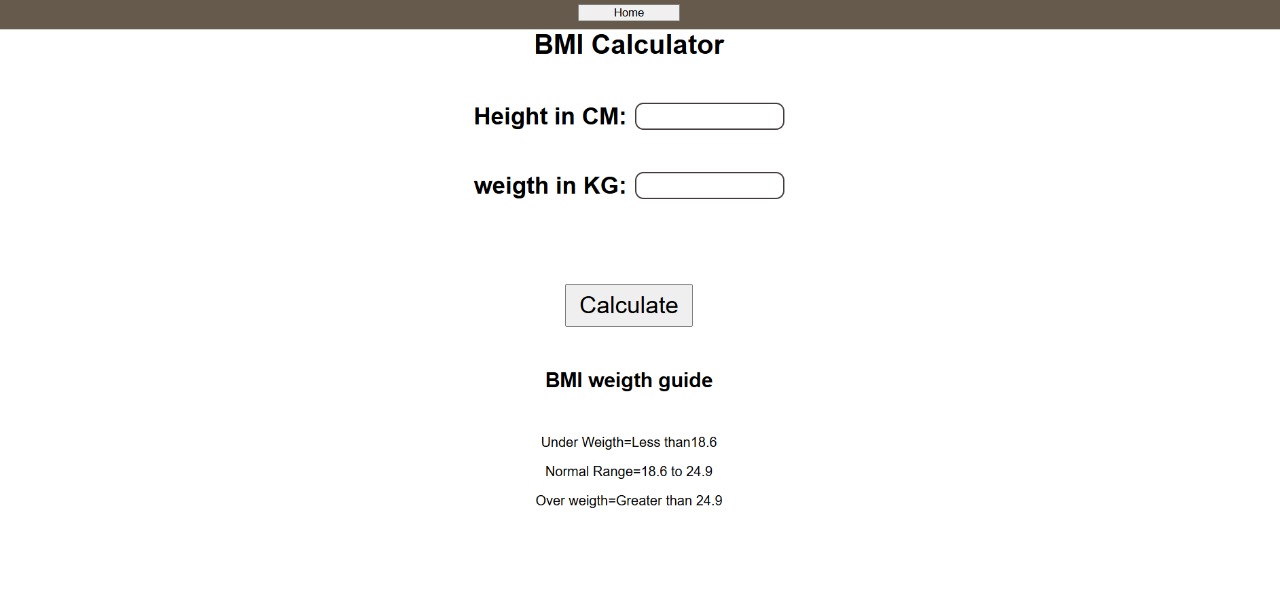 Home
BMI Calculator
Height in CM:
weigth in KG:
Calculate
BMI weigth guide
Under Weigth=Less than18.6
Normal Range=18.6 to 24.9
Over weigth=Greater than 24.9